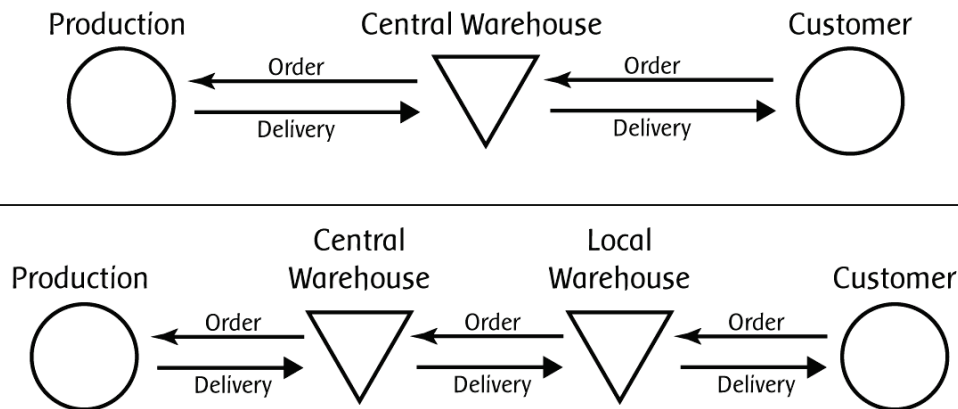 Production
Central Warehouse
Customer
Order
Order
Delivery
Delivery
Central
Warehouse
Local
Warehouse
Production
Customer
Order
Order
Order
Delivery
Delivery
Delivery